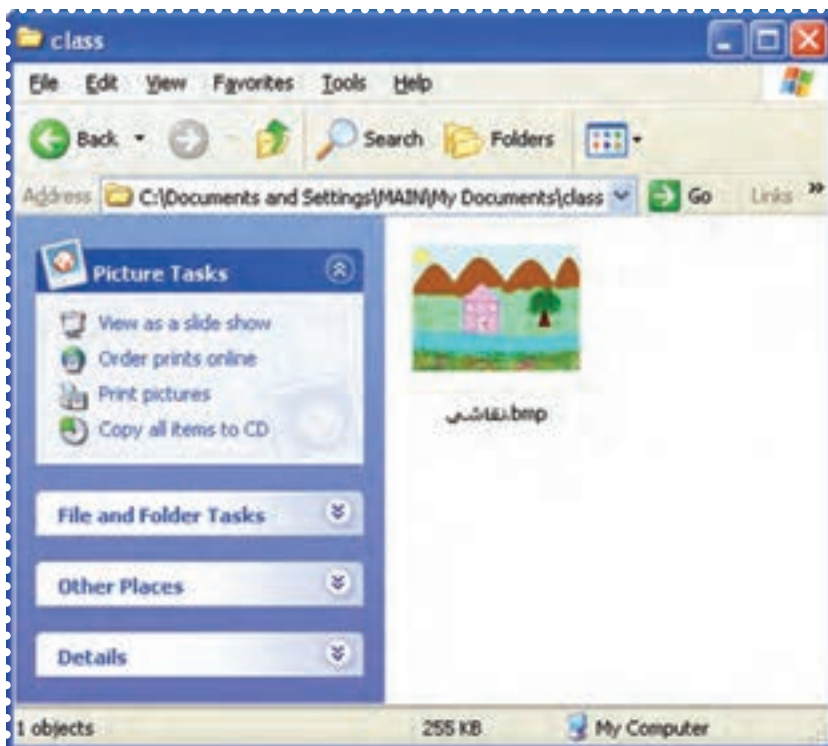 class
File Edit View Favorites Tools Help
Back Search Folders
Address C:\Documents and Settings\MAIN\My Documents\class Go Links »
Picture Tasks
View as a slide show
Order prints online
Print pictures
Copy all items to CD
نقاشی.bmp
File and Folder Tasks
Other Places
Details
1 objects 255 KB My Computer